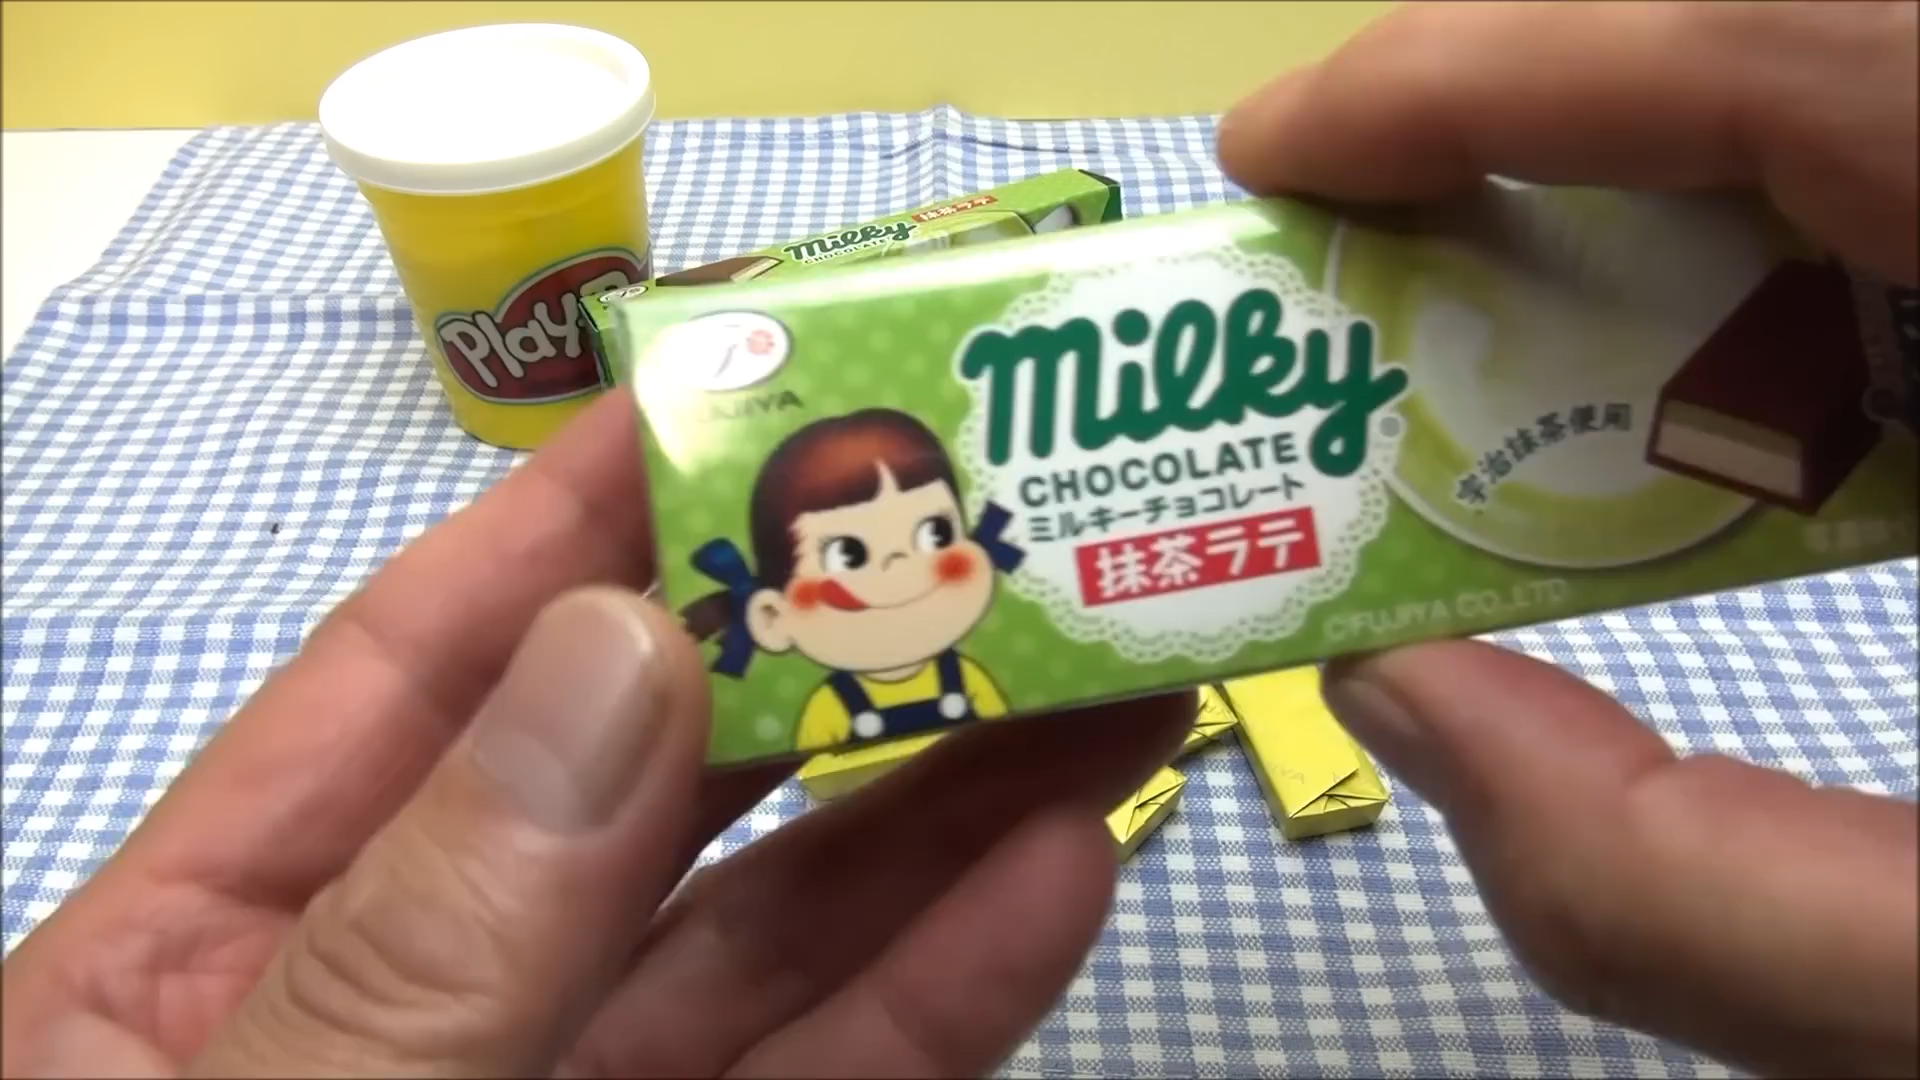 Play
抹茶ラテ
milky
CHOCOLATE
FUJIYA
milky
CHOCOLATE
ミルキーチョコレート
抹茶ラテ
宇治抹茶使用
©FUJIYA CO.,LTD.